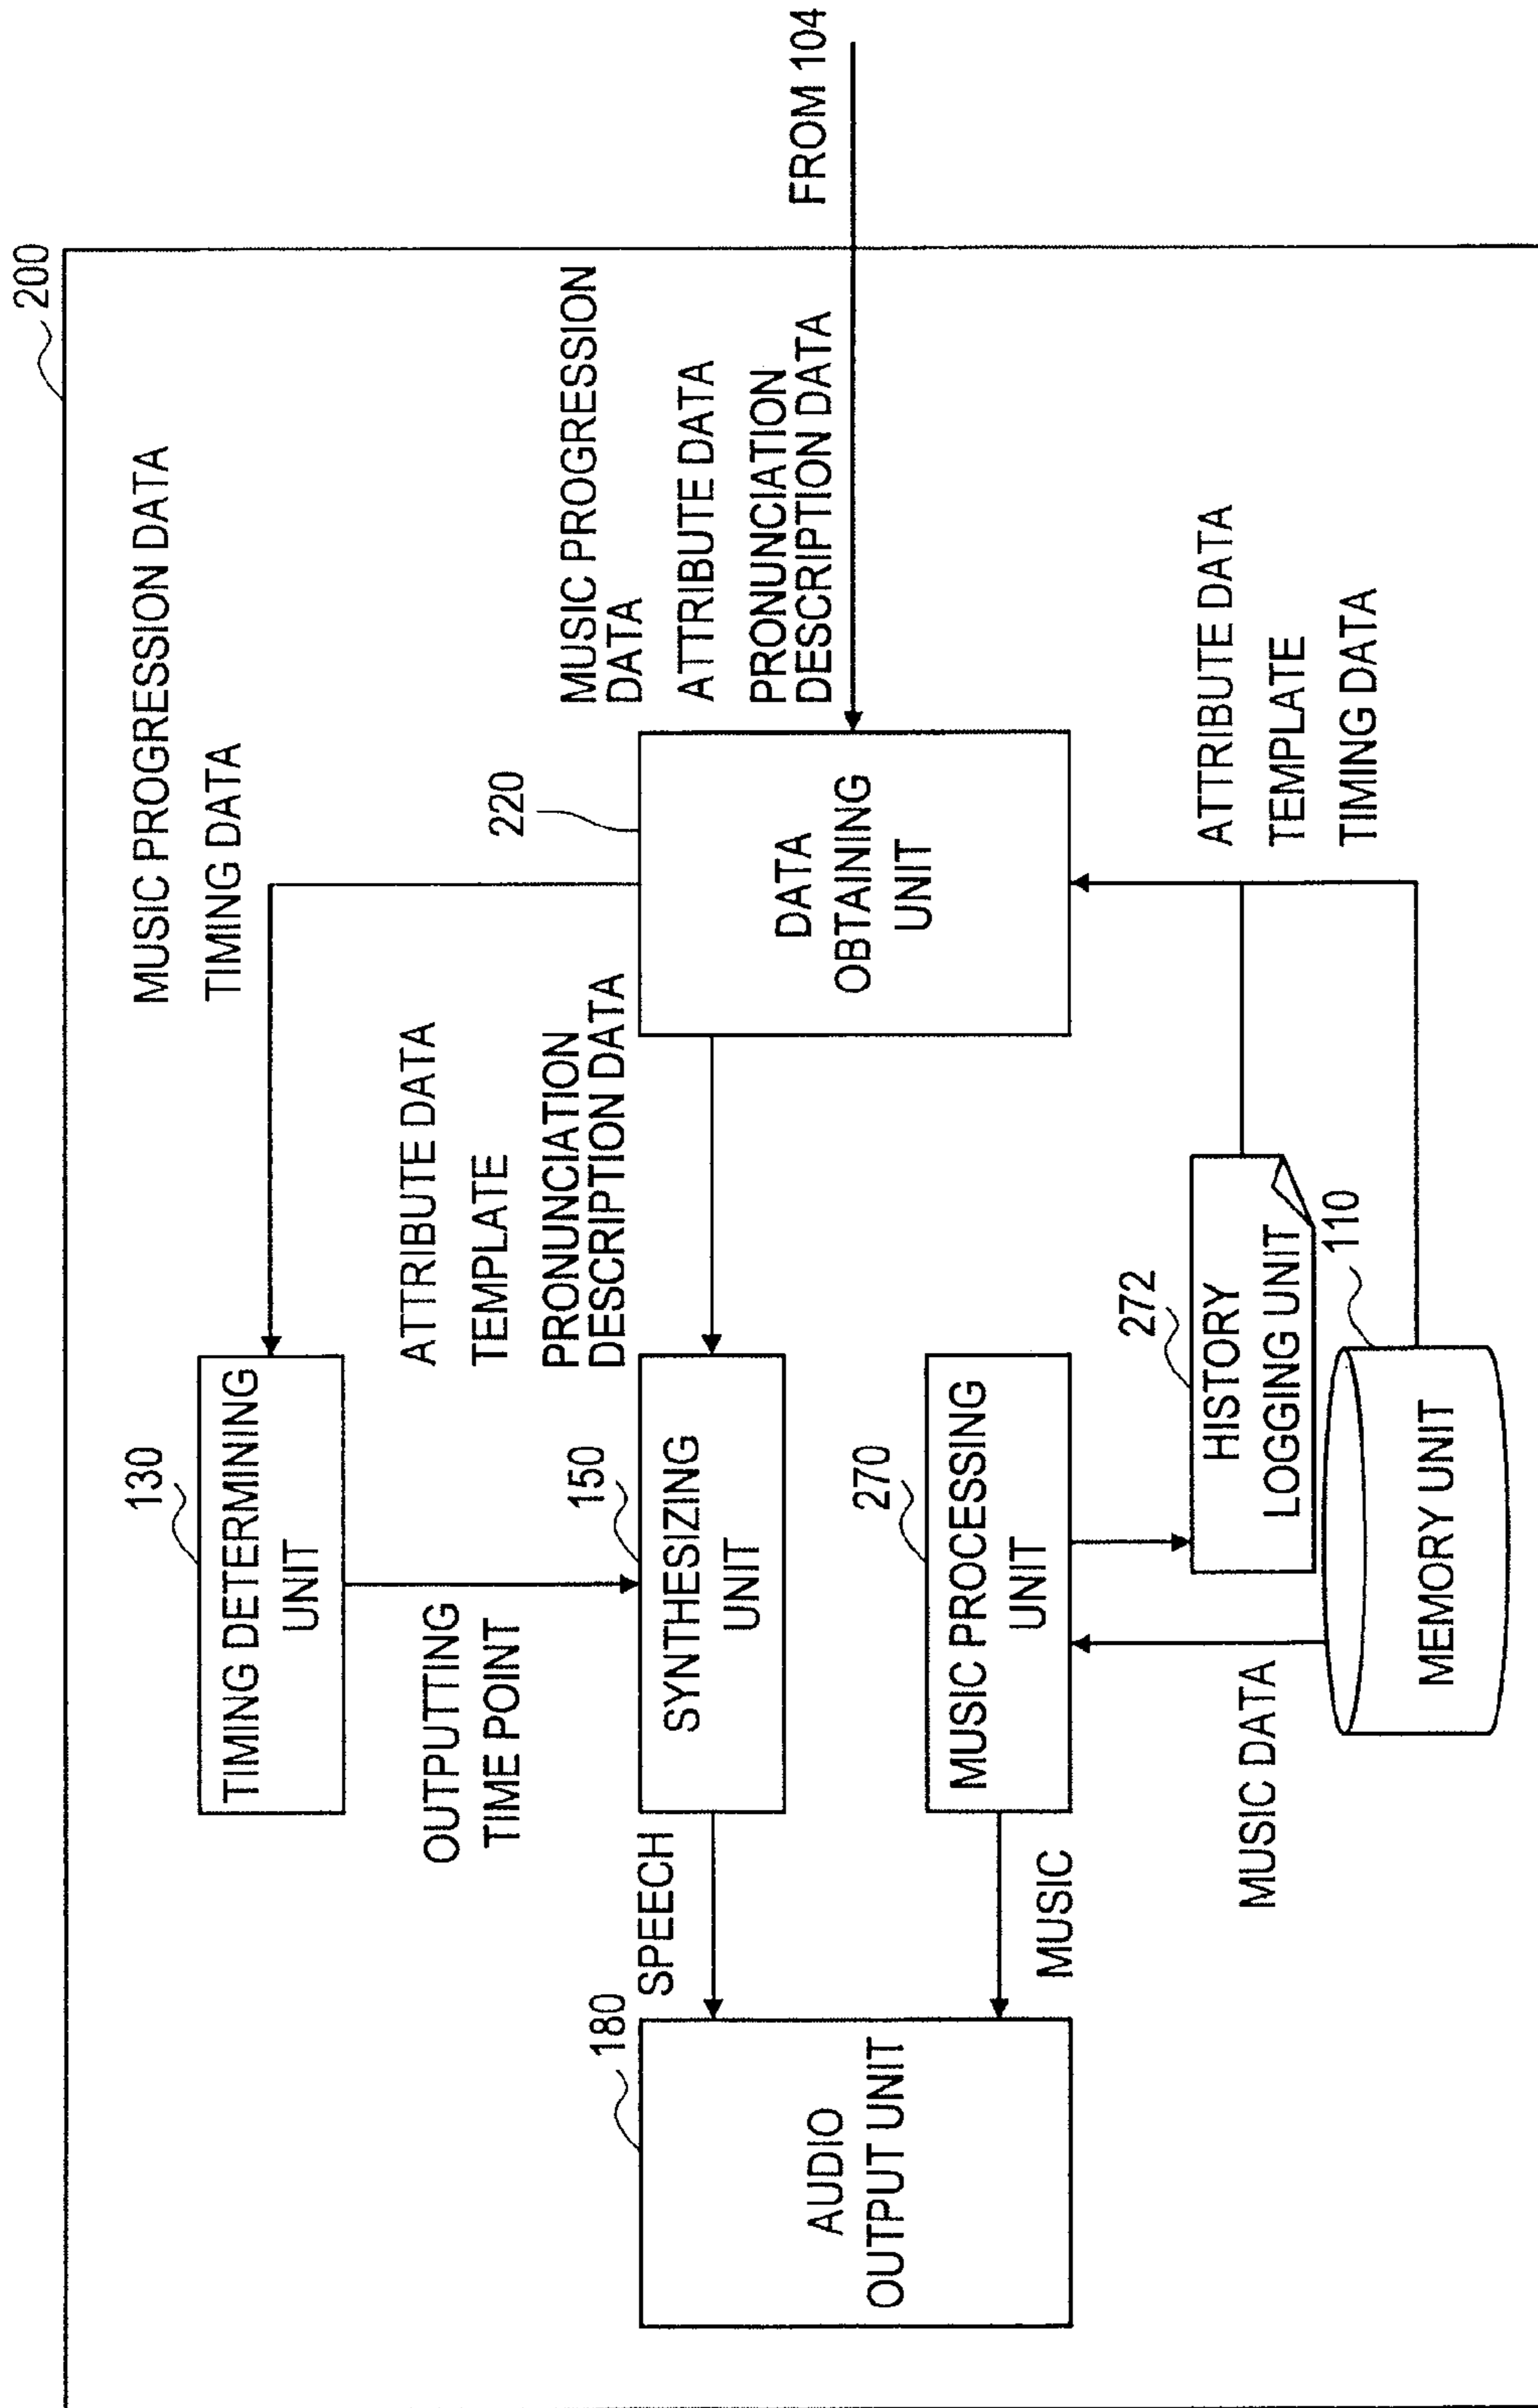 200
FROM 104
MUSIC PROGRESSION DATA
TIMING DATA
MUSIC PROGRESSION
DATA
ATTRIBUTE DATA
PRONUNCIATION
DESCRIPTION DATA
220
DATA
OBTAINING
UNIT
ATTRIBUTE DATA
TEMPLATE
PRONUNCIATION
DESCRIPTION DATA
ATTRIBUTE DATA
TEMPLATE
TIMING DATA
130
TIMING DETERMINING
UNIT
OUTPUTTING
TIME POINT
150
SYNTHESIZING
UNIT
SPEECH
270
MUSIC PROCESSING
UNIT
MUSIC
272
HISTORY
LOGGING UNIT
110
MEMORY UNIT
MUSIC DATA
180
AUDIO
OUTPUT UNIT